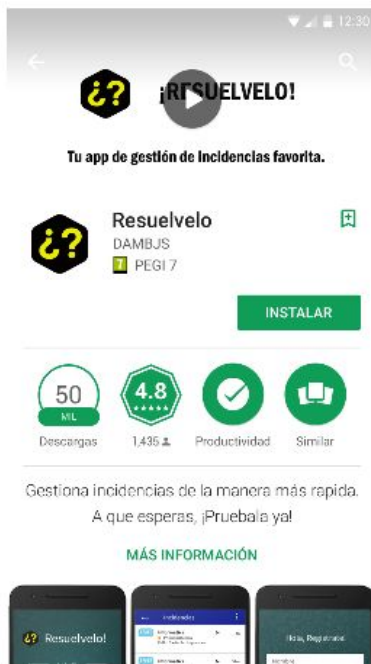 12:30
¿?
¡RESUELVELO!
Tu app de gestión de incidencias favorita.
¿?
Resuelvelo
DAMBJS
7 PEGI 7
INSTALAR
50
MIL
Descargas
4.8
1,435
Productividad
Similar
Gestiona incidencias de la manera más rapida.
A que esperas, ¡Pruebala ya!
MÁS INFORMACIÓN
¿? Resuelvelo!
Incidencias
Hola, Registrate!
Nombre